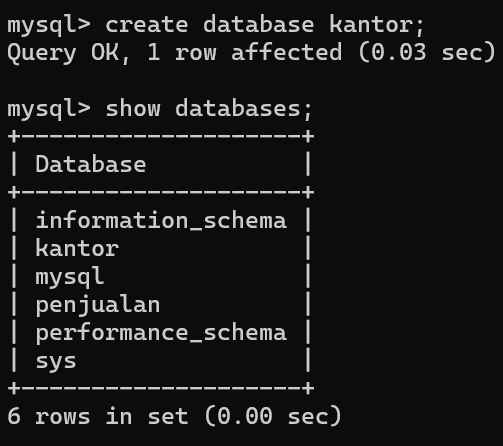 mysql> create database kantor;
Query OK, 1 row affected (0.03 sec)

mysql> show databases;
+--------------------+
| Database           |
+--------------------+
| information_schema |
| kantor             |
| mysql              |
| penjualan          |
| performance_schema |
| sys                |
+--------------------+
6 rows in set (0.00 sec)